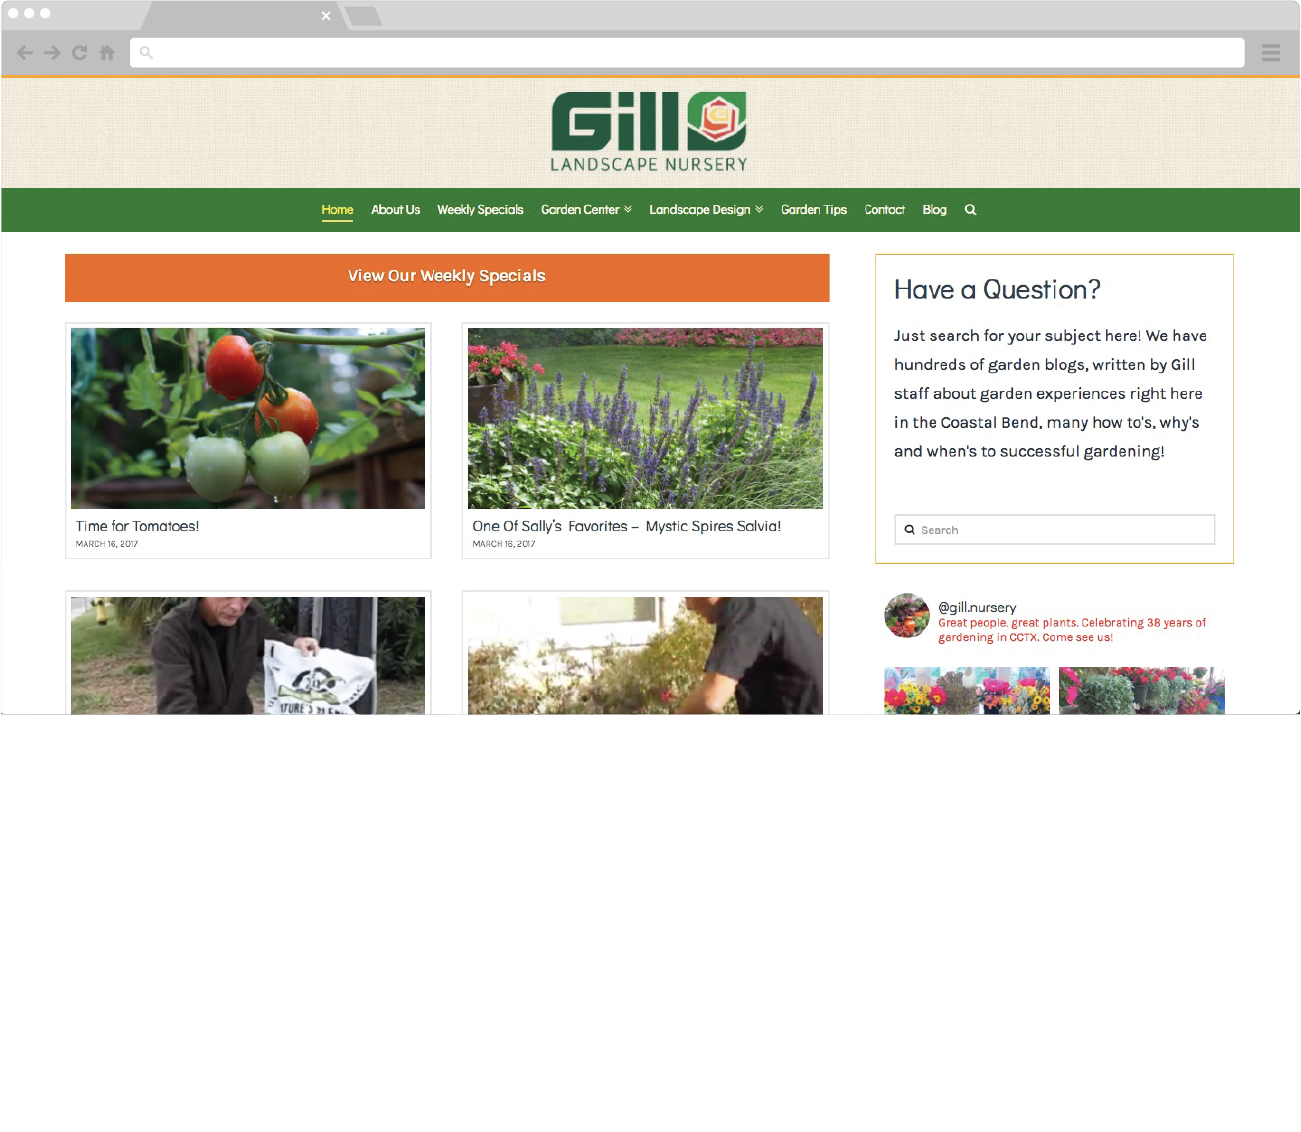 Gill
LANDSCAPE NURSERY
Home About Us Weekly Specials Garden Center Landscape Design Garden Tips Contact Blog
View Our Weekly Specials
Time for Tomatoes!
MARCH 16, 2017
One Of Sally's Favorites – Mystic Spires Salvia!
MARCH 16, 2017
Have a Question?
Just search for your subject here! We have
hundreds of garden blogs, written by Gill
staff about garden experiences right here
in the Coastal Bend, many how to's, why's
and when's to successful gardening!
Search
@gill.nursery
Great people, great plants. Celebrating 38 years of
gardening in CCTX. Come see us!